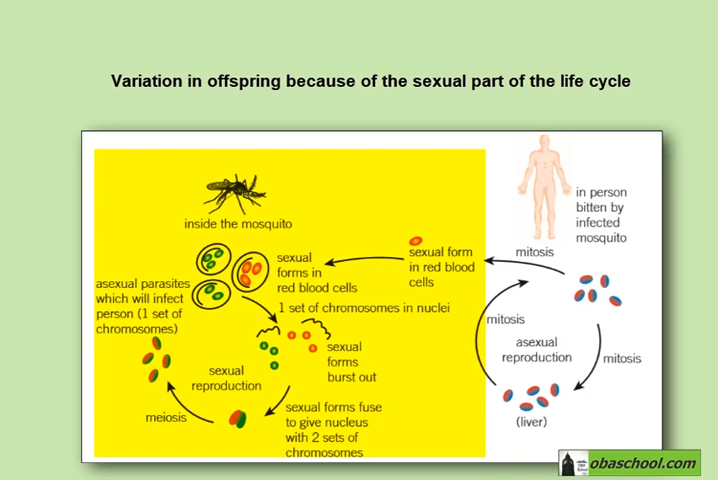 Variation in offspring because of the sexual part of the life cycle
inside the mosquito
in person
bitten by
infected
mosquito
sexual
forms in
red blood cells
sexual form
in red blood
cells
mitosis
asexual parasites
which will infect
person (1 set of
chromosomes)
1 set of chromosomes in nuclei
mitosis
asexual
reproduction
mitosis
sexual
forms
burst out
sexual
reproduction
meiosis
sexual forms fuse
to give nucleus
with 2 sets of
chromosomes
(liver)
obaschool.com